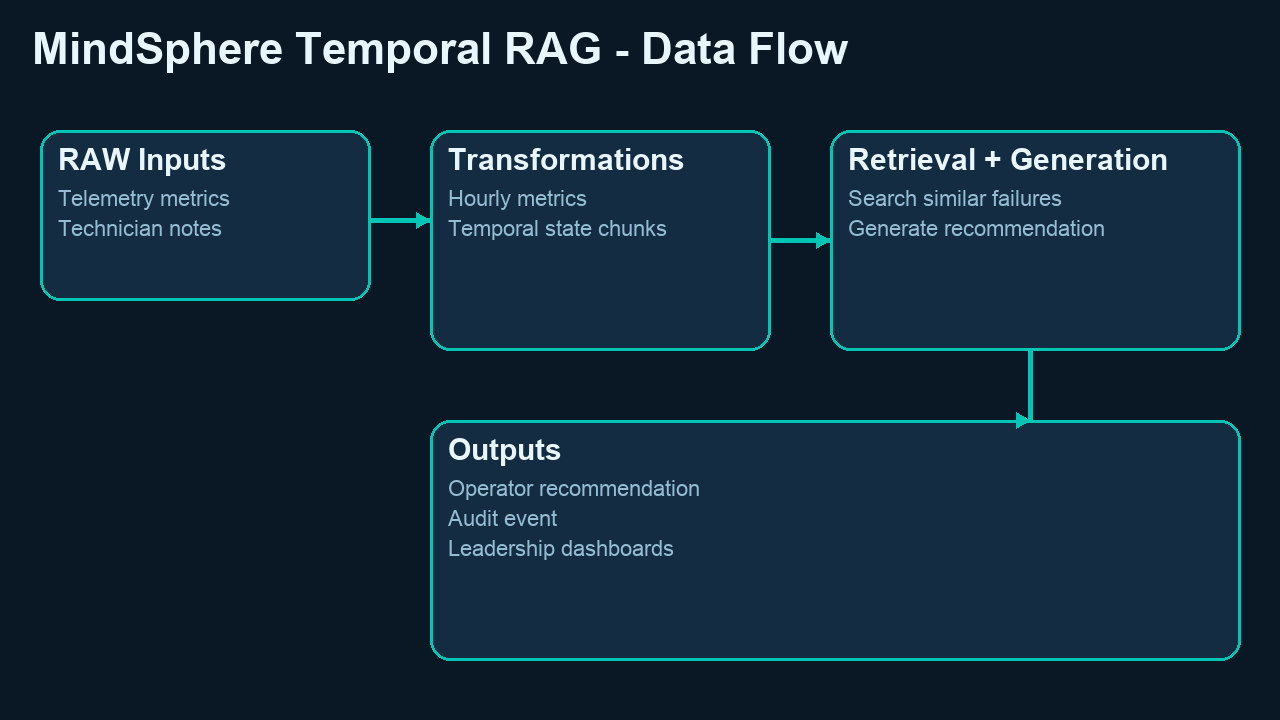 MindSphere Temporal RAG - Data Flow
RAW Inputs
Telemetry metrics
Technician notes
Transformations
Hourly metrics
Temporal state chunks
Retrieval + Generation
Search similar failures
Generate recommendation
Outputs
Operator recommendation
Audit event
Leadership dashboards